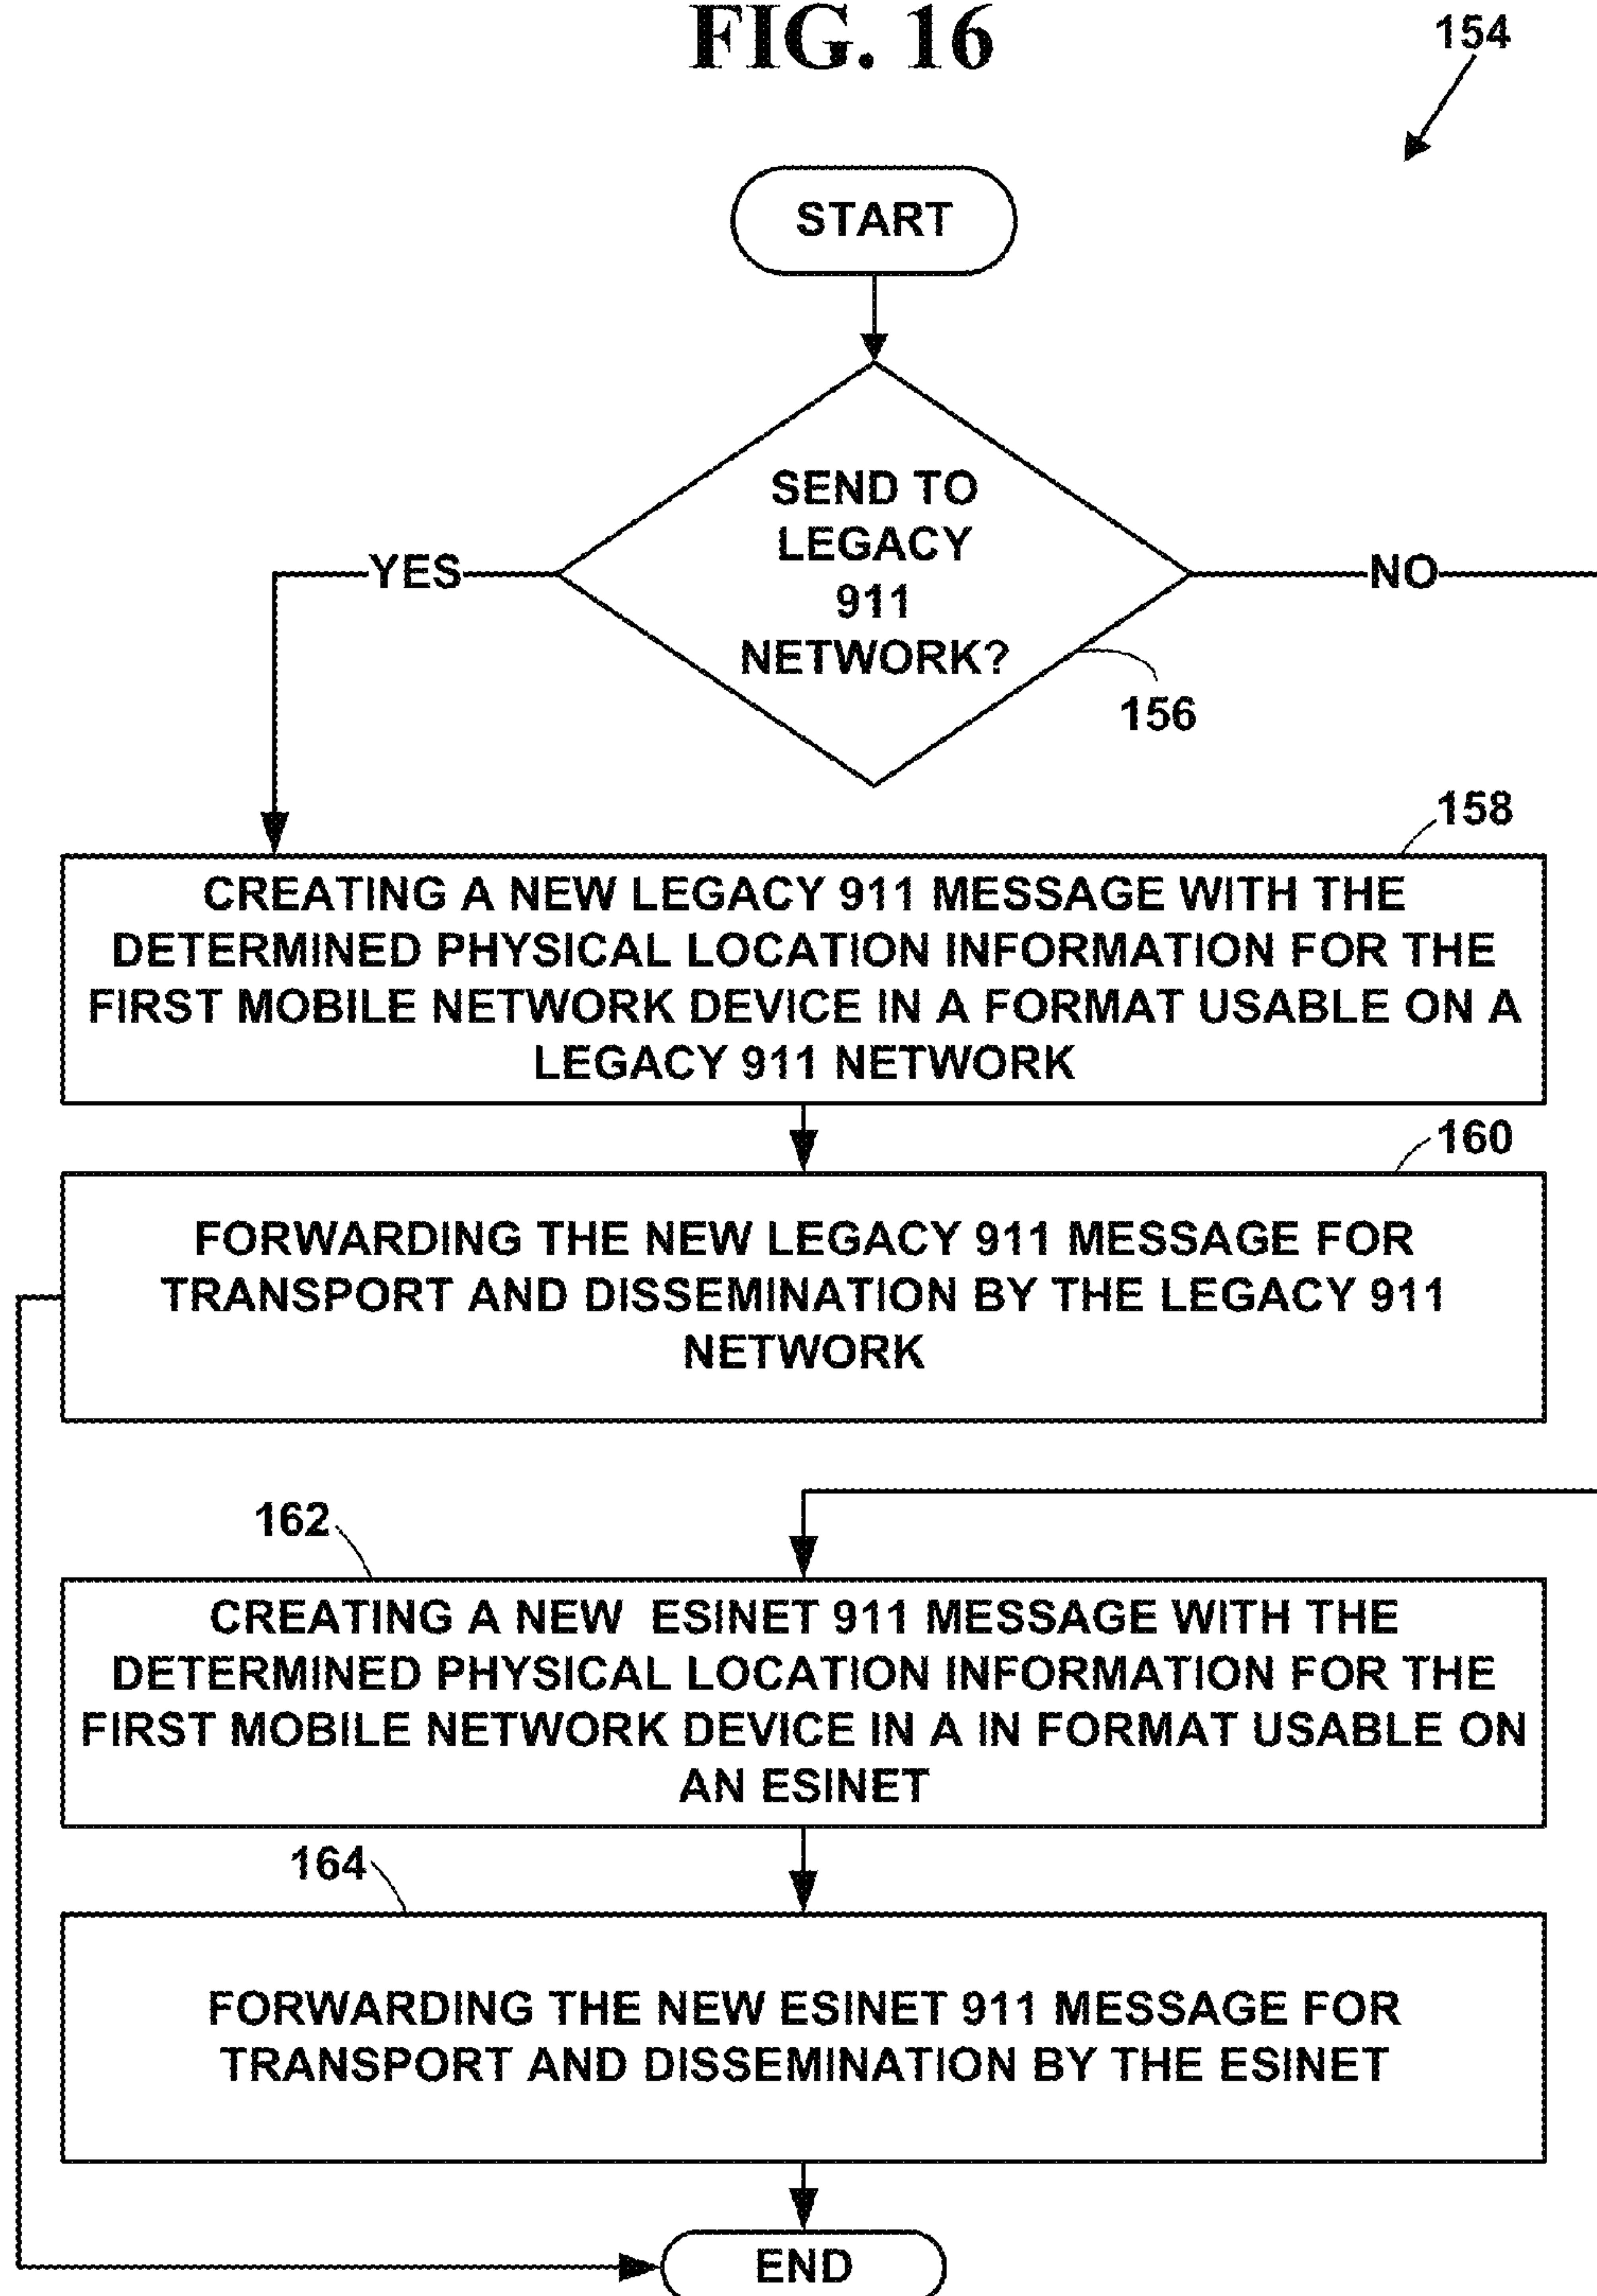 FIG. 16
154
START
SEND TO
LEGACY
911
NETWORK?
YES
NO
156
158
CREATING A NEW LEGACY 911 MESSAGE WITH THE
DETERMINED PHYSICAL LOCATION INFORMATION FOR THE
FIRST MOBILE NETWORK DEVICE IN A FORMAT USABLE ON A
LEGACY 911 NETWORK
160
FORWARDING THE NEW LEGACY 911 MESSAGE FOR
TRANSPORT AND DISSEMINATION BY THE LEGACY 911
NETWORK
162
CREATING A NEW ESINET 911 MESSAGE WITH THE
DETERMINED PHYSICAL LOCATION INFORMATION FOR THE
FIRST MOBILE NETWORK DEVICE IN A IN FORMAT USABLE ON
AN ESINET
164
FORWARDING THE NEW ESINET 911 MESSAGE FOR
TRANSPORT AND DISSEMINATION BY THE ESINET
END